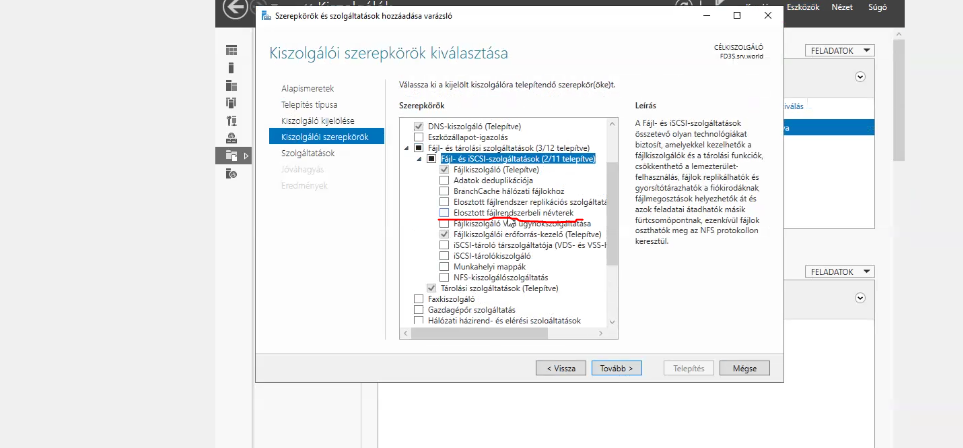 Eszközök Nézet Súgó
Szerepkörök és szolgáltatások hozzáadása varázsló
Kiszolgálói szerepkörök kiválasztása
CÉLKISZOLGÁLÓ
FD3S.srv.world
FELADATOK
Alapismeretek
Telepítés típusa
Kiszolgáló kijelölése
Kiszolgálói szerepkörök
Szolgáltatások
Jóváhagyás
Eredmények
Válassza ki a kijelölt kiszolgálóra telepítendő szerepkör(öke)t.
Szerepkörök
DNS-kiszolgáló (Telepítve)
Eszközállapot-igazolás
Fájl- és tárolási szolgáltatások (3/12 telepítve)
Fájl- és iSCSI-szolgáltatások (2/11 telepítve)
Fájlkiszolgáló (Telepítve)
Adatok deduplikációja
BranchCache hálózati fájlokhoz
Elosztott fájlrendszer replikációs szolgáltatá
Elosztott fájlrendszerbeli névterek
Fájlkiszolgáló ügynökszolgáltatása
Fájlkiszolgálói erőforrás-kezelő (Telepítve)
iSCSI-tároló társzolgáltatója (VDS- és VSS-h
iSCSI-tárolókiszolgáló
Munkahelyi mappák
NFS-kiszolgálószolgáltatás
Tárolási szolgáltatások (Telepítve)
Faxkiszolgáló
Gazdagépőr szolgáltatás
Hálózati házirend- és elérési szolgáltatások
Leírás
A Fájl- és iSCSI-szolgáltatások
összetevő olyan technológiákat
biztosít, amelyekkel kezelhetők a
fájlkiszolgálók és a tárolási funkciók,
csökkentheti a lemezterület-
felhasználás, fájlok replikálhatók és
gyorsítótárazhatók a fiókirodáknak,
fájlmegosztások helyezhetők át és
azok feladatai átadhatók másik
fürtcsomópontnak, ezenkívül fájlok
oszthatók meg az NFS protokollon
keresztül.
FELADATOK
< Vissza
Tovább >
Telepítés
Mégse